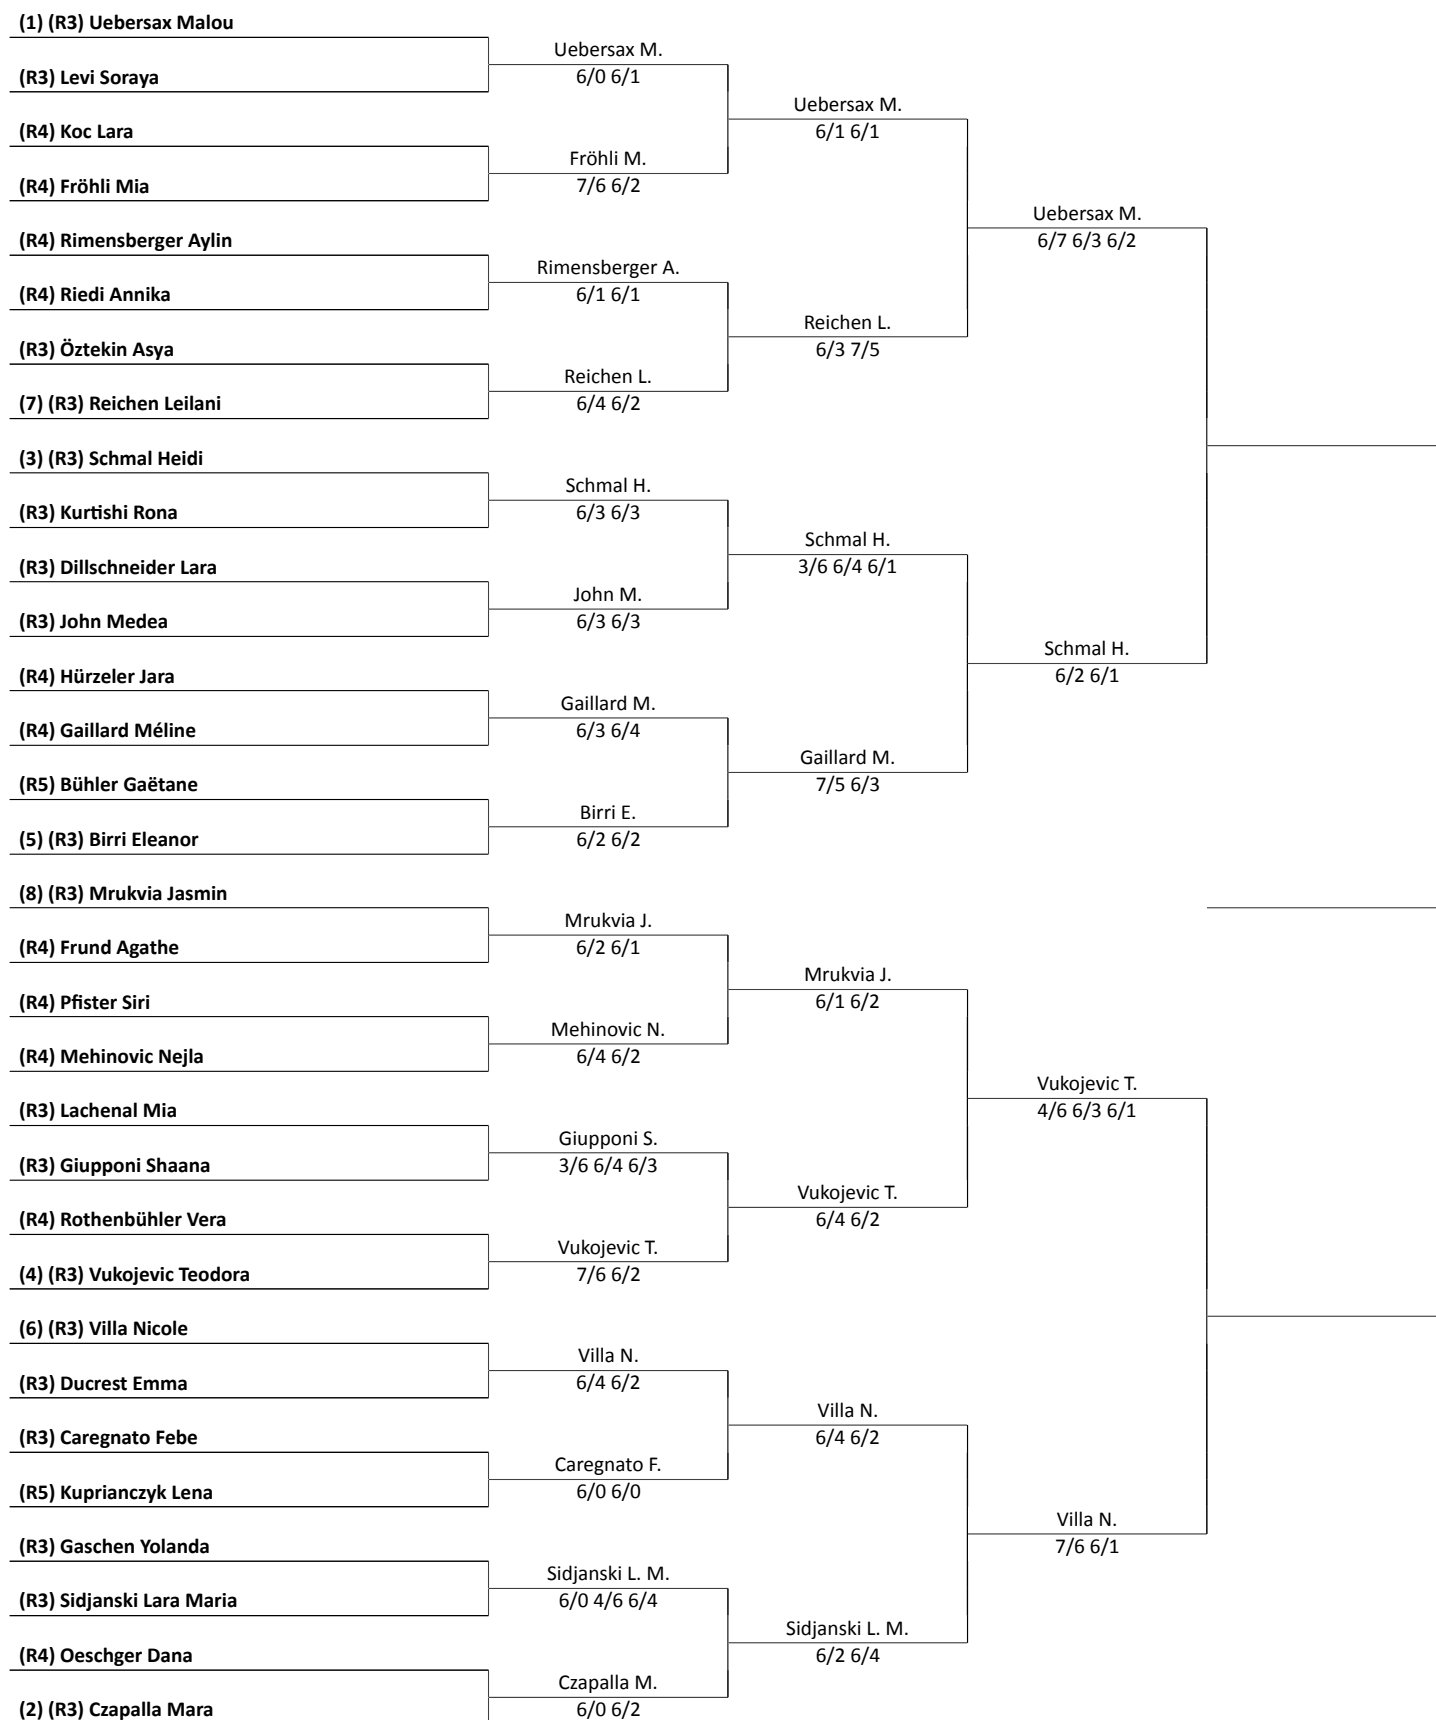 (1) (R3) Uebersax Malou
(R3) Levi Soraya
(R4) Koc Lara
(R4) Fröhli Mia
(R4) Rimensberger Aylin
(R4) Riedi Annika
(R3) Öztekin Asya
(7) (R3) Reichen Leilani
(3) (R3) Schmal Heidi
(R3) Kurtishi Rona
(R3) Dillschneider Lara
(R3) John Medea
(R4) Hürzeler Jara
(R4) Gaillard Méline
(R5) Bühler Gaëtane
(5) (R3) Birri Eleanor
(8) (R3) Mrukvia Jasmin
(R4) Frund Agathe
(R4) Pfister Siri
(R4) Mehinovic Nejla
(R3) Lachenal Mia
(R3) Giupponi Shaana
(R4) Rothenbühler Vera
(4) (R3) Vukojevic Teodora
(6) (R3) Villa Nicole
(R3) Ducrest Emma
(R3) Caregnato Febe
(R5) Kuprianczyk Lena
(R3) Gaschen Yolanda
(R3) Sidjanski Lara Maria
(R4) Oeschger Dana
(2) (R3) Czapalla Mara
Uebersax M.
6/0 6/1
Fröhli M.
7/6 6/2
Rimensberger A.
6/1 6/1
Reichen L.
6/4 6/2
Schmal H.
6/3 6/3
John M.
6/3 6/3
Gaillard M.
6/3 6/4
Birri E.
6/2 6/2
Mrukvia J.
6/2 6/1
Mehinovic N.
6/4 6/2
Giupponi S.
3/6 6/4 6/3
Vukojevic T.
7/6 6/2
Villa N.
6/4 6/2
Caregnato F.
6/0 6/0
Sidjanski L. M.
6/0 4/6 6/4
Czapalla M.
6/0 6/2
Uebersax M.
6/1 6/1
Reichen L.
6/3 7/5
Schmal H.
3/6 6/4 6/1
Gaillard M.
7/5 6/3
Mrukvia J.
6/1 6/2
Vukojevic T.
6/4 6/2
Villa N.
6/4 6/2
Sidjanski L. M.
6/2 6/4
Uebersax M.
6/7 6/3 6/2
Schmal H.
6/2 6/1
Vukojevic T.
4/6 6/3 6/1
Villa N.
7/6 6/1